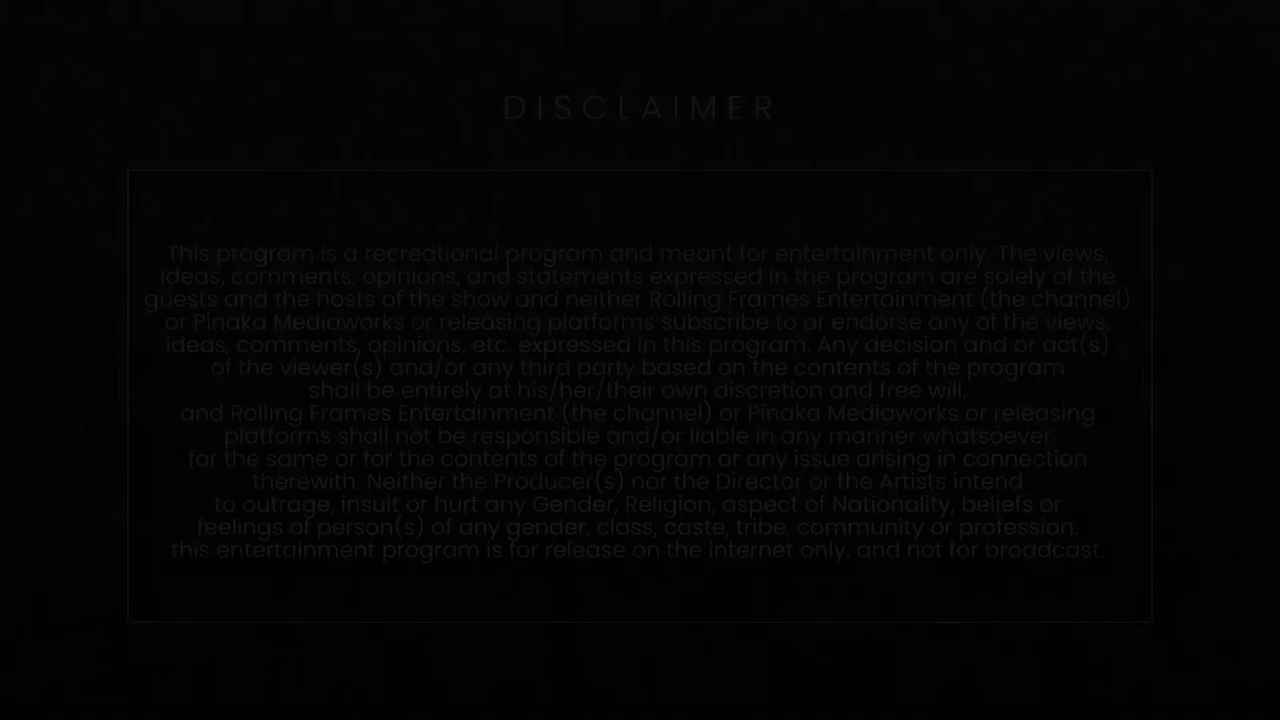 DISCLAIMER
This program is a recreational program and meant for entertainment only. The views,
ideas, comments, opinions, and statements expressed in the program are solely of the
guests and the hosts of the show and neither Rolling Frames Entertainment (the channel)
or Pinaka Mediaworks or releasing platforms subscribe to or endorse any of the views,
ideas, comments, opinions, etc. expressed in this program. Any decision and or act(s)
of the viewer(s) and/or any third party based on the contents of the program
shall be entirely at his/her/their own discretion and free will,
and Rolling Frames Entertainment (the channel) or Pinaka Mediaworks or releasing
platforms shall not be responsible and/or liable in any manner whatsoever
for the same or for the contents of the program or any issue arising in connection
therewith. Neither the Producer(s) nor the Director or the Artists intend
to outrage, insult or hurt any Gender, Religion, aspect of Nationality, beliefs or
feelings of person(s) of any gender, class, caste, tribe, community or profession.
this entertainment program is for release on the internet only, and not for broadcast.